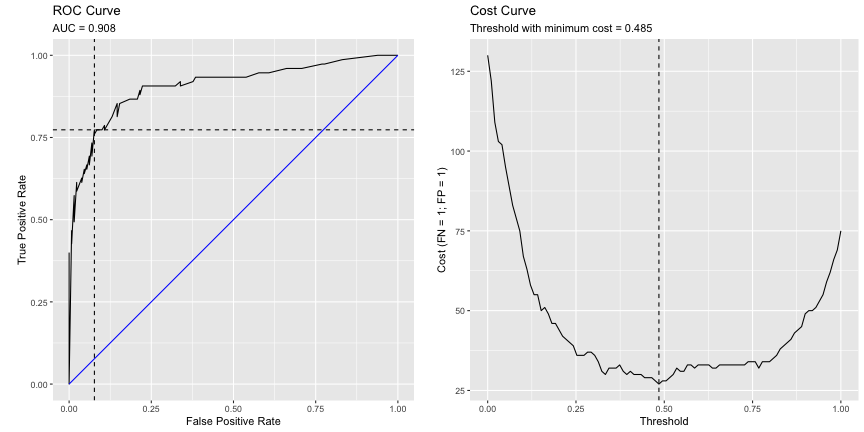 ROC Curve
AUC = 0.908
1.00
0.75
0.50
0.25
0.00
True Positive Rate
0.00 0.25 0.50 0.75 1.00
False Positive Rate
Cost Curve
Threshold with minimum cost = 0.485
125
100
75
50
25
Cost (FN = 1; FP = 1)
0.00 0.25 0.50 0.75 1.00
Threshold